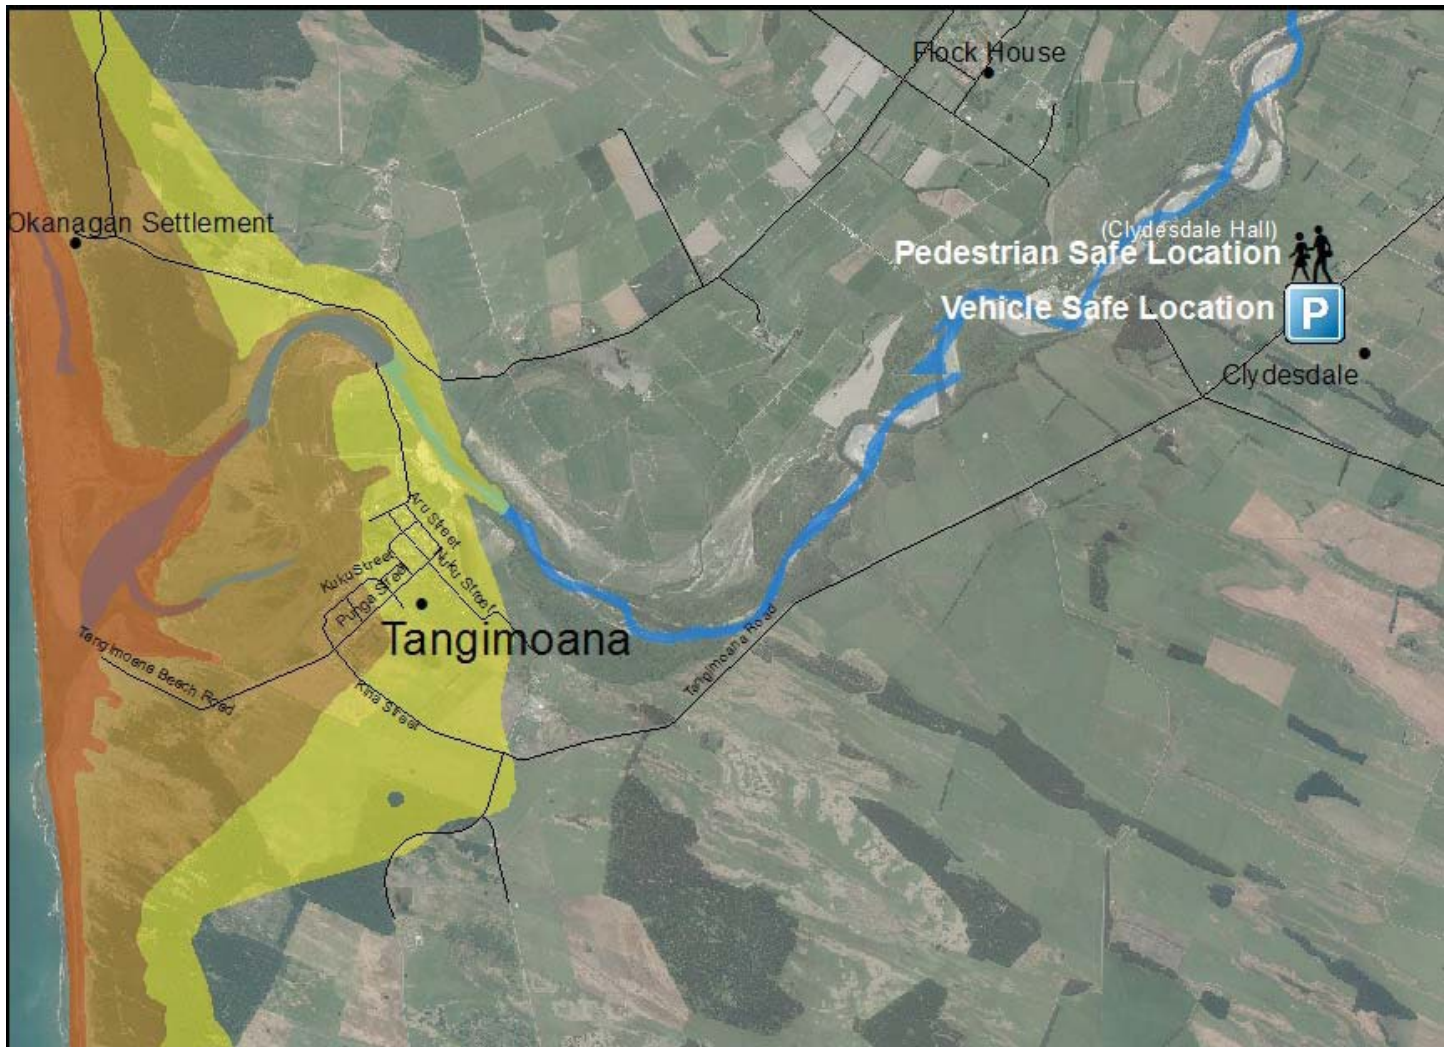 Flock House
Okanagan Settlement
(Clydesdale Hall)
Pedestrian Safe Location
Vehicle Safe Location
P
Clydesdale
Aru Street
Kuku Street
Nuku Street
Punga Street
Tangimoana
Tangimoana Road
Tangimoana Beach Road
Kina Street